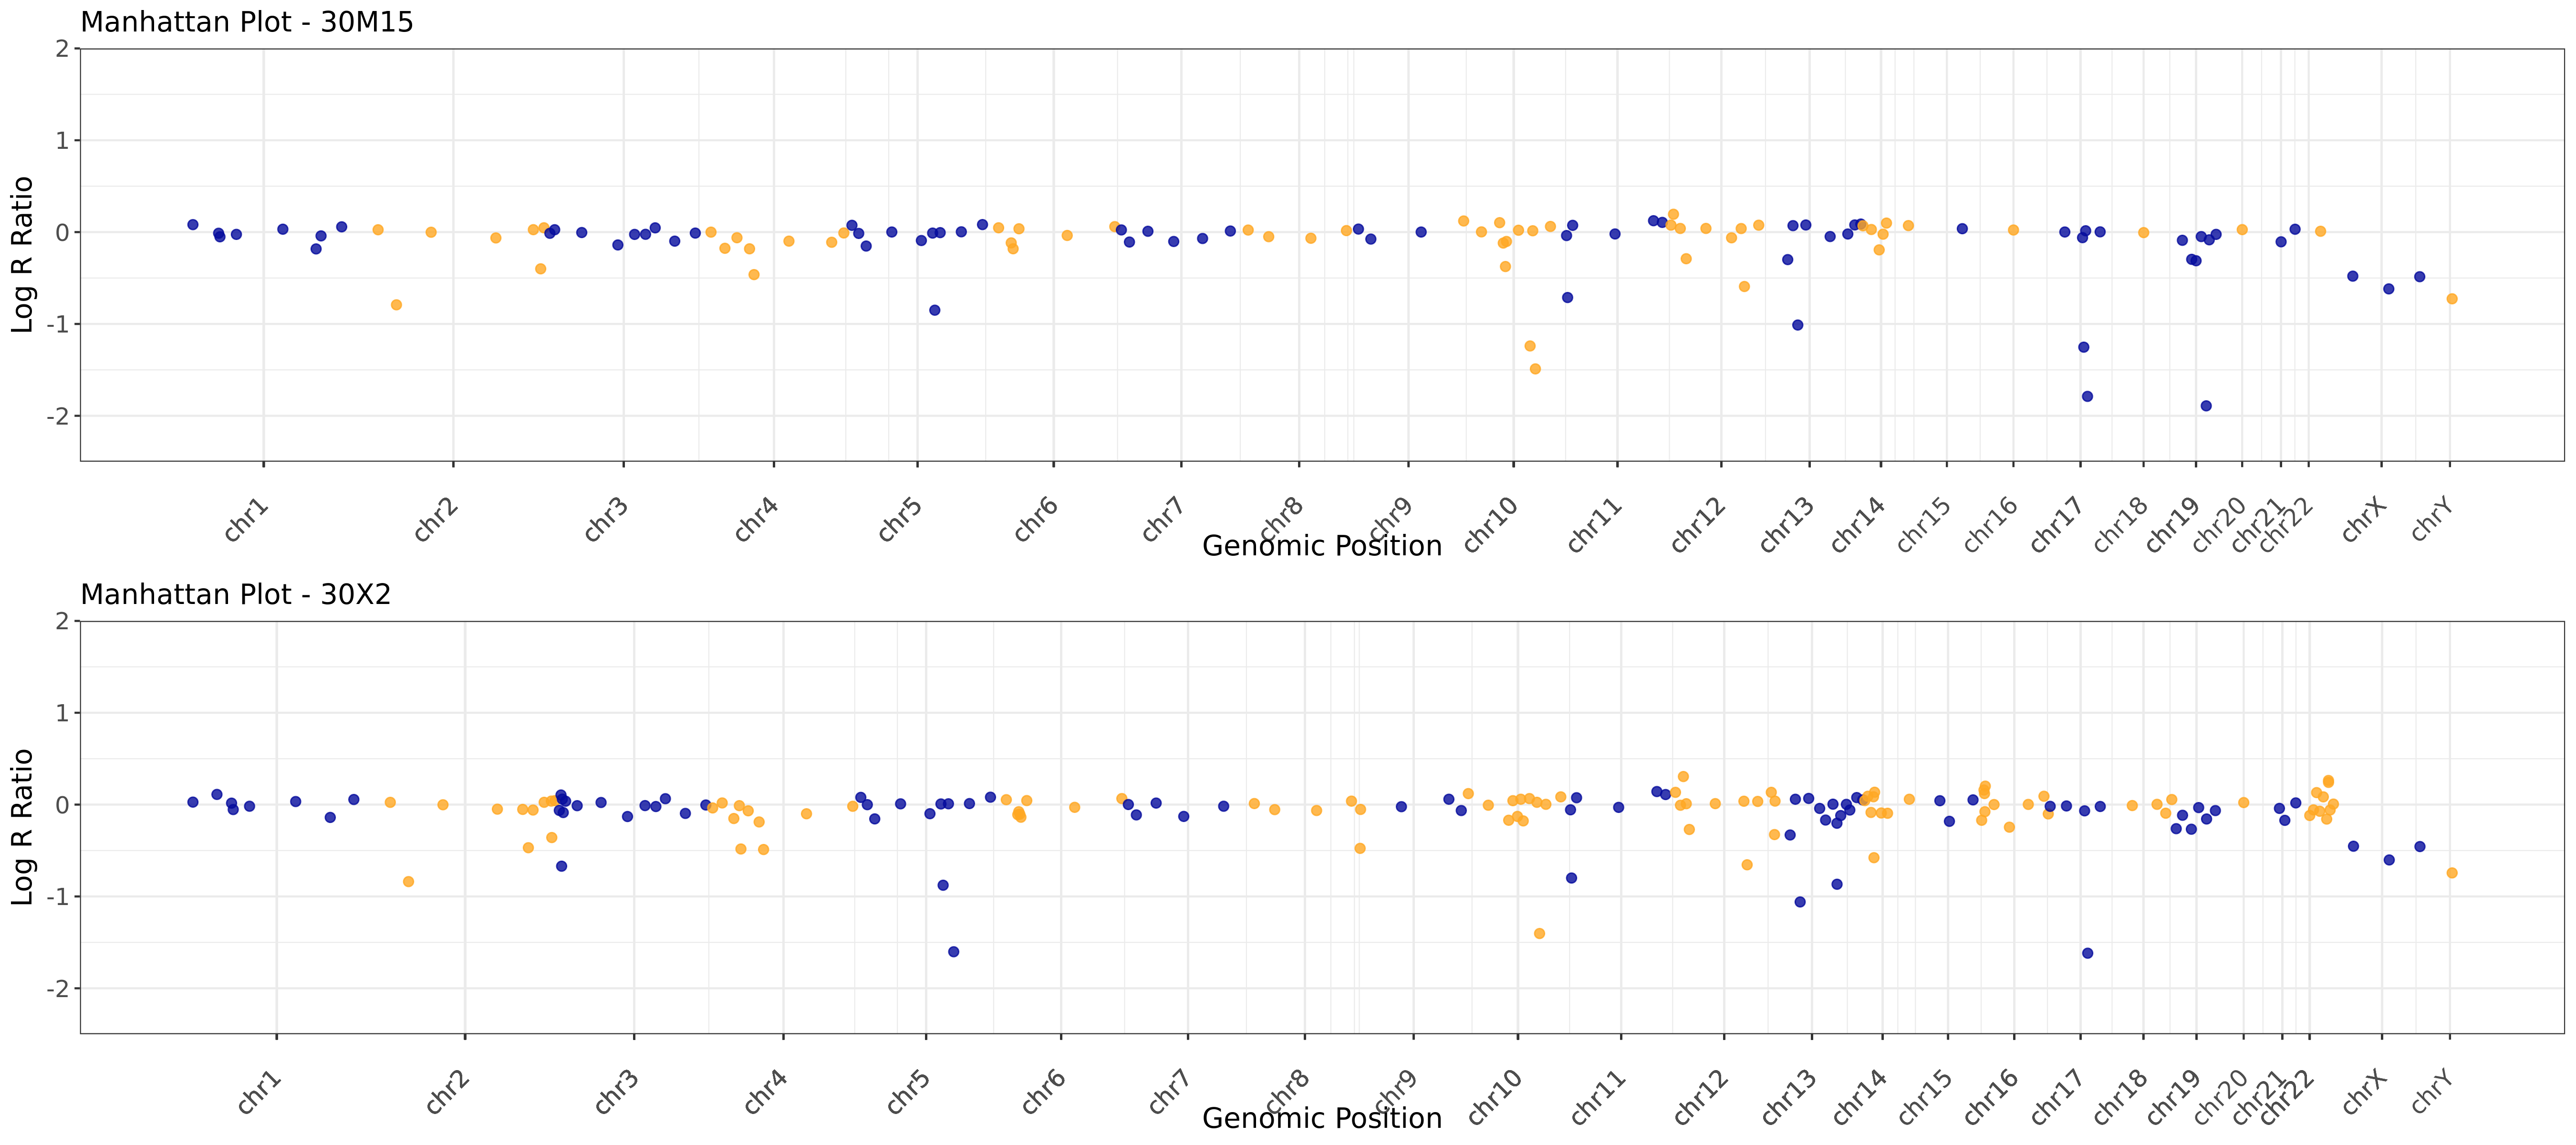 Manhattan Plot - 30M15
Log R Ratio
2
1
0
-1
-2
chr1 chr2 chr3 chr4 chr5 chr6 chr7 chr8 chr9 chr10 chr11 chr12 chr13 chr14 chr15 chr16 chr17 chr18 chr19 chr20 chr21 chr22 chrX chrY
Genomic Position
Manhattan Plot - 30X2
Log R Ratio
2
1
0
-1
-2
chr1 chr2 chr3 chr4 chr5 chr6 chr7 chr8 chr9 chr10 chr11 chr12 chr13 chr14 chr15 chr16 chr17 chr18 chr19 chr20 chr21 chr22 chrX chrY
Genomic Position